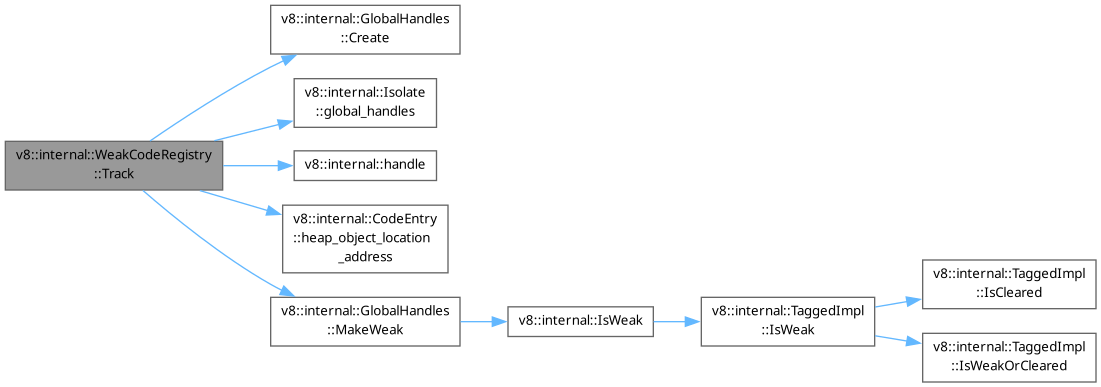 v8::internal::GlobalHandles
::Create
v8::internal::Isolate
::global_handles
v8::internal::WeakCodeRegistry
::Track
v8::internal::handle
v8::internal::CodeEntry
::heap_object_location
_address
v8::internal::GlobalHandles
::MakeWeak
v8::internal::IsWeak
v8::internal::TaggedImpl
::IsWeak
v8::internal::TaggedImpl
::IsCleared
v8::internal::TaggedImpl
::IsWeakOrCleared